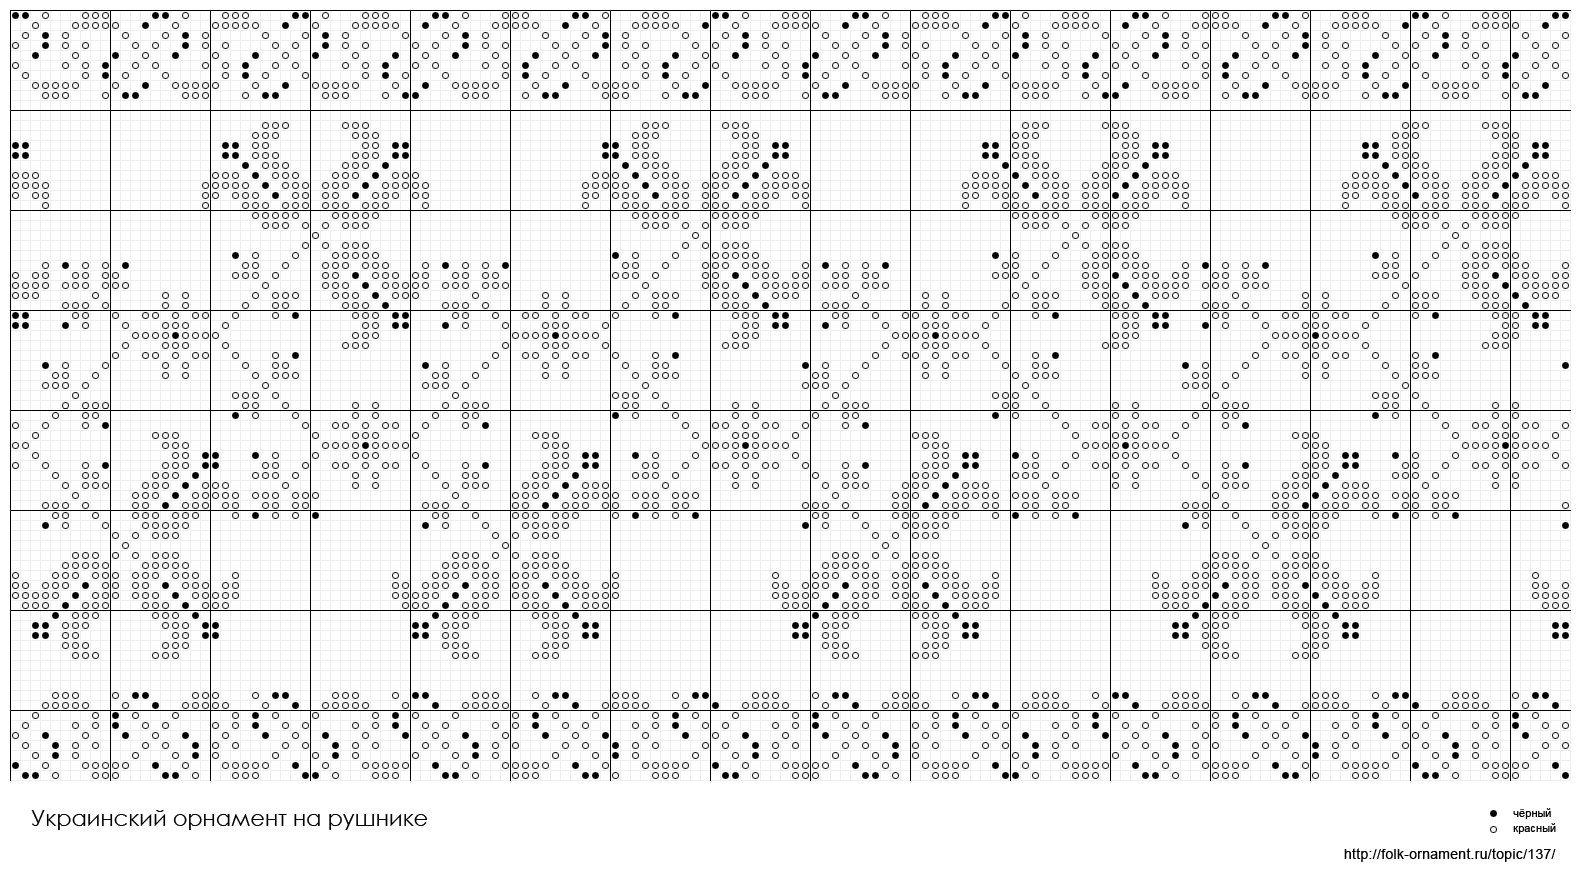 Украинский орнамент на рушнике
чёрный
красный
http://folk-ornament.ru/topic/137/